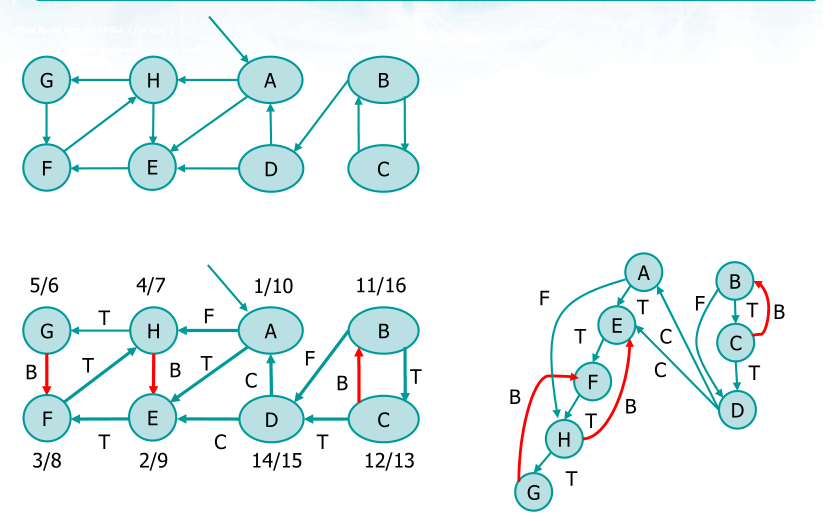 G H A B
F E D C
5/6 4/7 1/10 11/16
G T H F A B
B T B T C F B T
F T E C D T C
3/8 2/9 14/15 12/13
A B
F T F T B
E C
T C C
F T
B T B D
H
T
G